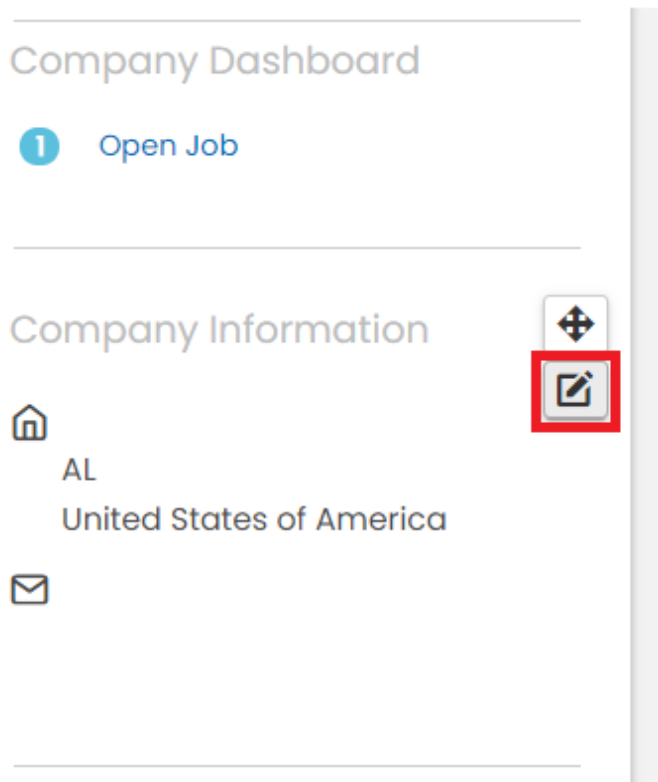 Company Dashboard
1 Open Job
Company Information
AL
United States of America